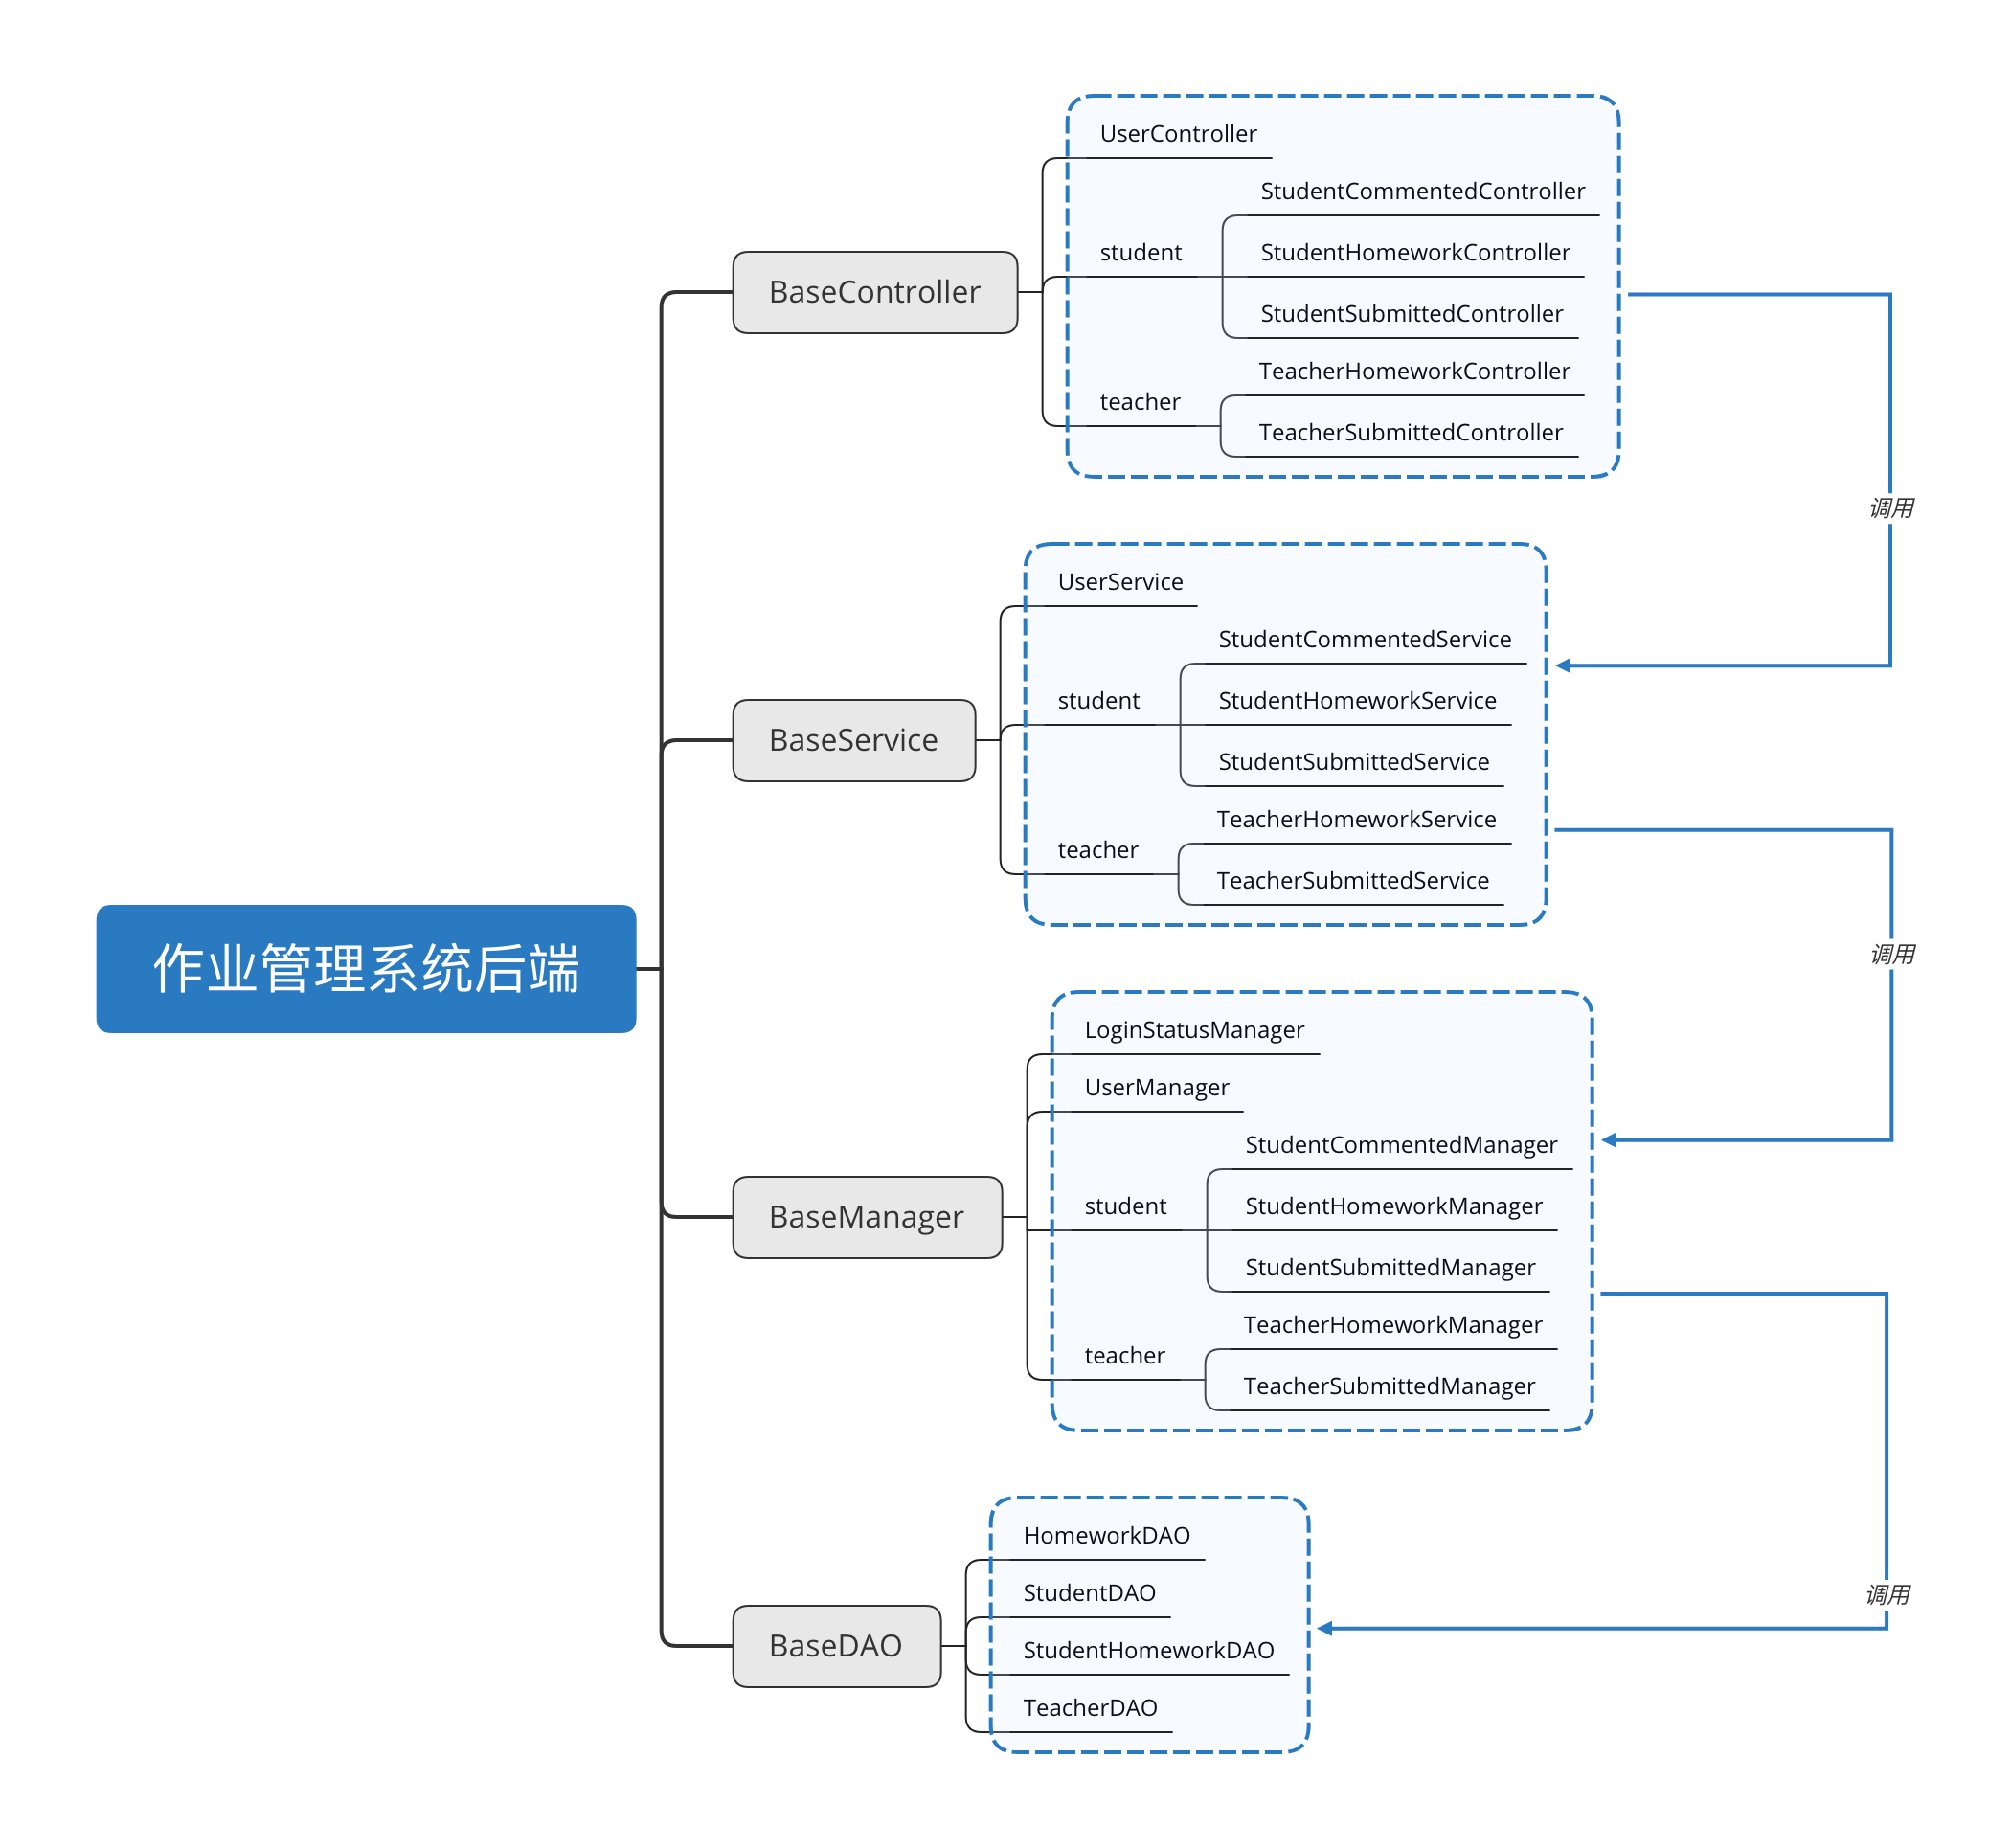 作业管理系统后端
BaseController
UserController
student
StudentCommentedController
StudentHomeworkController
StudentSubmittedController
teacher
TeacherHomeworkController
TeacherSubmittedController
调用
BaseService
UserService
student
StudentCommentedService
StudentHomeworkService
StudentSubmittedService
teacher
TeacherHomeworkService
TeacherSubmittedService
调用
BaseManager
LoginStatusManager
UserManager
student
StudentCommentedManager
StudentHomeworkManager
StudentSubmittedManager
teacher
TeacherHomeworkManager
TeacherSubmittedManager
调用
BaseDAO
HomeworkDAO
StudentDAO
StudentHomeworkDAO
TeacherDAO